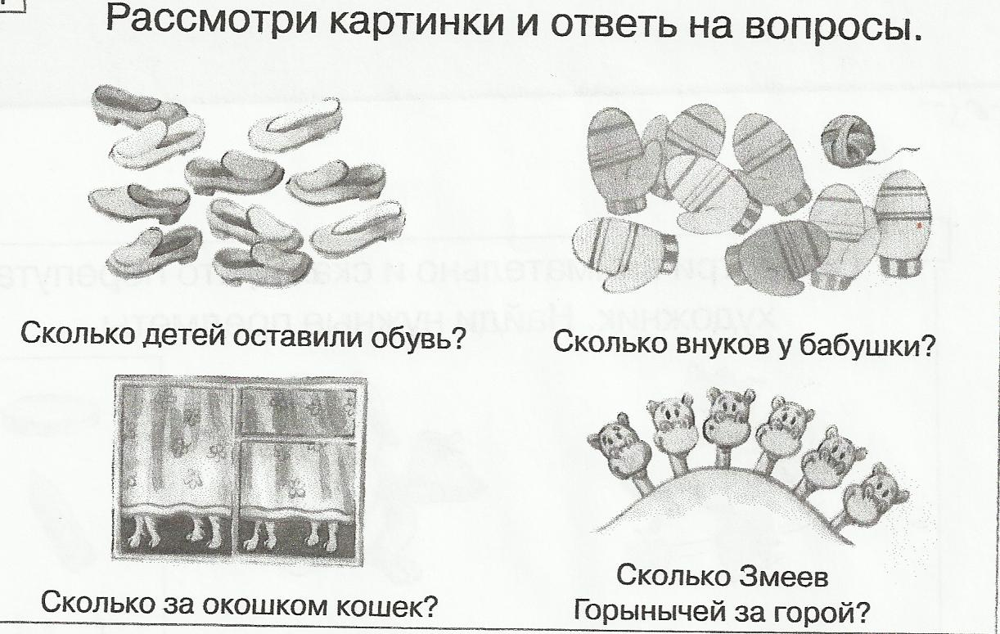 Рассмотри картинки и ответь на вопросы.
Сколько детей оставили обувь?
Сколько внуков у бабушки?
Сколько за окошком кошек?
Сколько Змеев
Горынычей за горой?